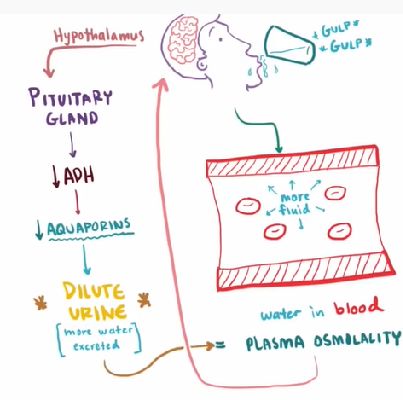 Hypothalamus
PITUITARY
GLAND
↓ADH
↓AQUAPORINS
* DILUTE *
URINE
[more water
excreted]
*GULP*
*GULP*
more
fluid
water in blood
= PLASMA OSMOLALITY